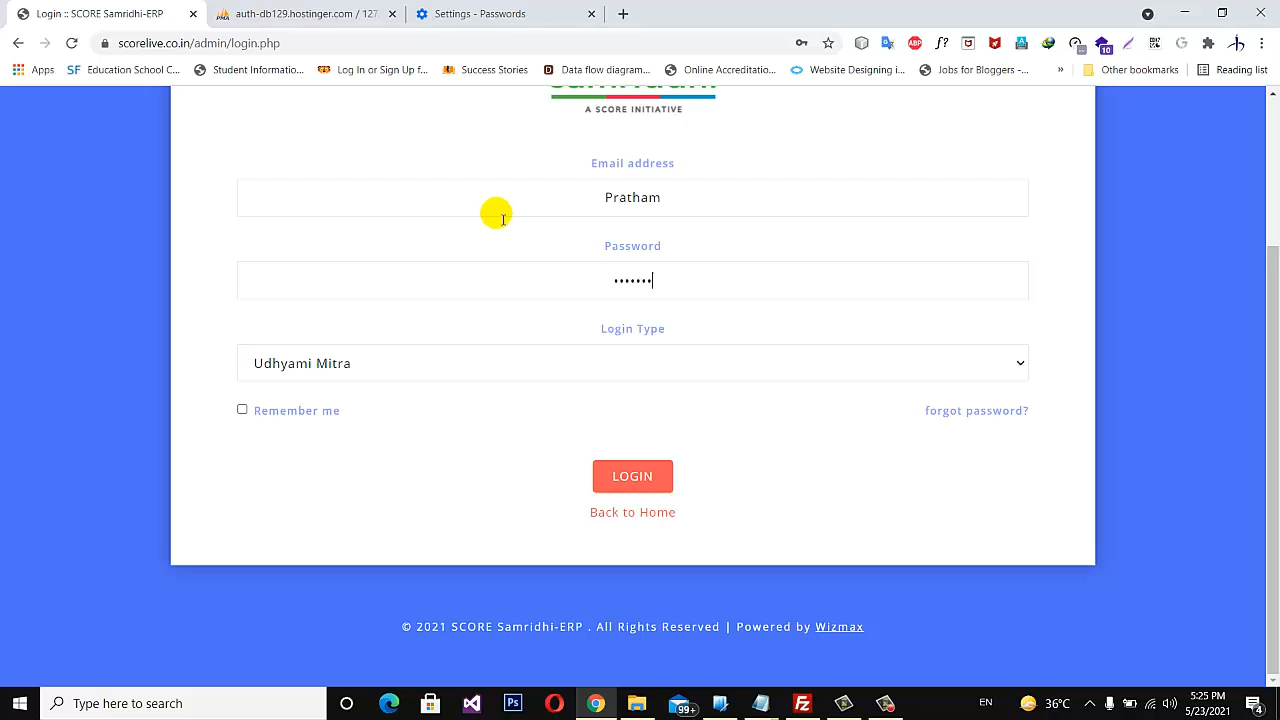 Login :: SCORE Samridhi-ERP
auth-db129.hostinger.com / 127.
Settings - Passwords
scorelive.co.in/admin/login.php
Apps
Education School C...
Student Informatio...
Log In or Sign Up f...
Success Stories
Data flow diagram...
Online Accreditatio...
Website Designing i...
Jobs for Bloggers -...
»
Other bookmarks
Reading list
A SCORE INITIATIVE
Email address
Pratham
Password
•••••••
Login Type
Udhyami Mitra
Remember me
forgot password?
LOGIN
Back to Home
© 2021 SCORE Samridhi-ERP . All Rights Reserved | Powered by Wizmax
Type here to search
99+
EN
36°C
5:25 PM
5/23/2021